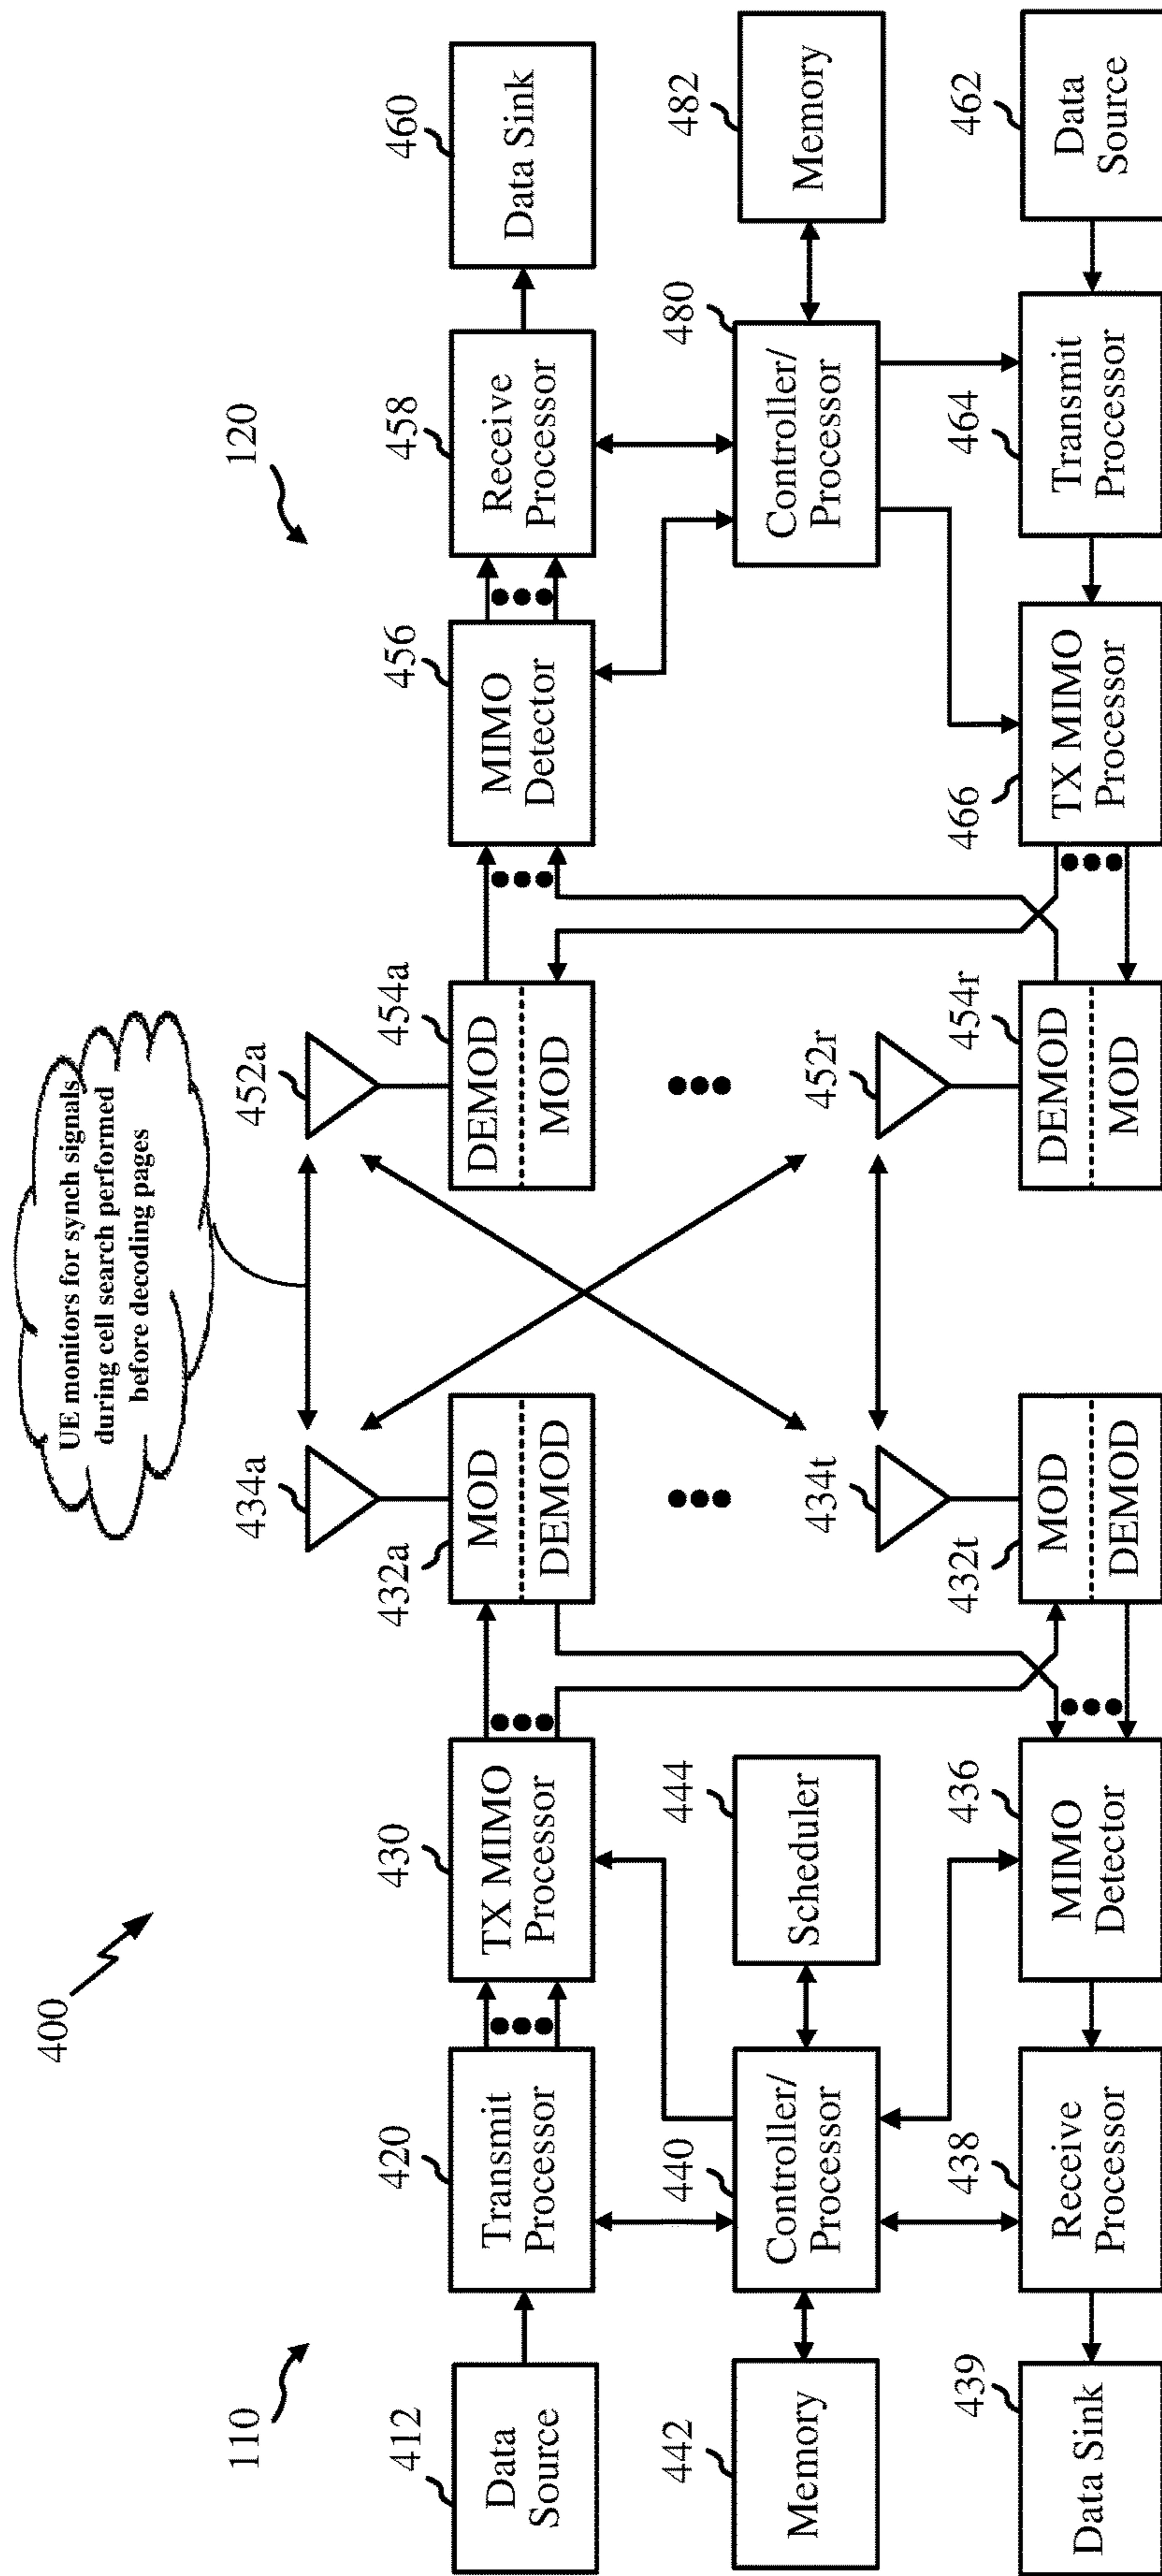 400
UE monitors for synch signals
during cell search performed
before decoding pages
110
120
412
Data
Source
420
Transmit
Processor
430
TX MIMO
Processor
432a
MOD
DEMOD
434a
452a
454a
DEMOD
MOD
456
MIMO
Detector
458
Receive
Processor
460
Data Sink
442
Memory
440
Controller/
Processor
444
Scheduler
480
Controller/
Processor
482
Memory
439
Data Sink
438
Receive
Processor
436
MIMO
Detector
432t
MOD
DEMOD
434t
452r
454r
DEMOD
MOD
466
TX MIMO
Processor
464
Transmit
Processor
462
Data
Source